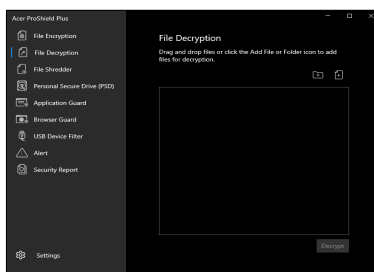 Acer ProShield Plus
File Encryption
File Decryption
File Shredder
Personal Secure Drive (PSD)
Application Guard
Browser Guard
USB Device Filter
Alert
Security Report
Settings
File Decryption
Drag and drop files or click the Add File or Folder icon to add
files for decryption.
Decrypt